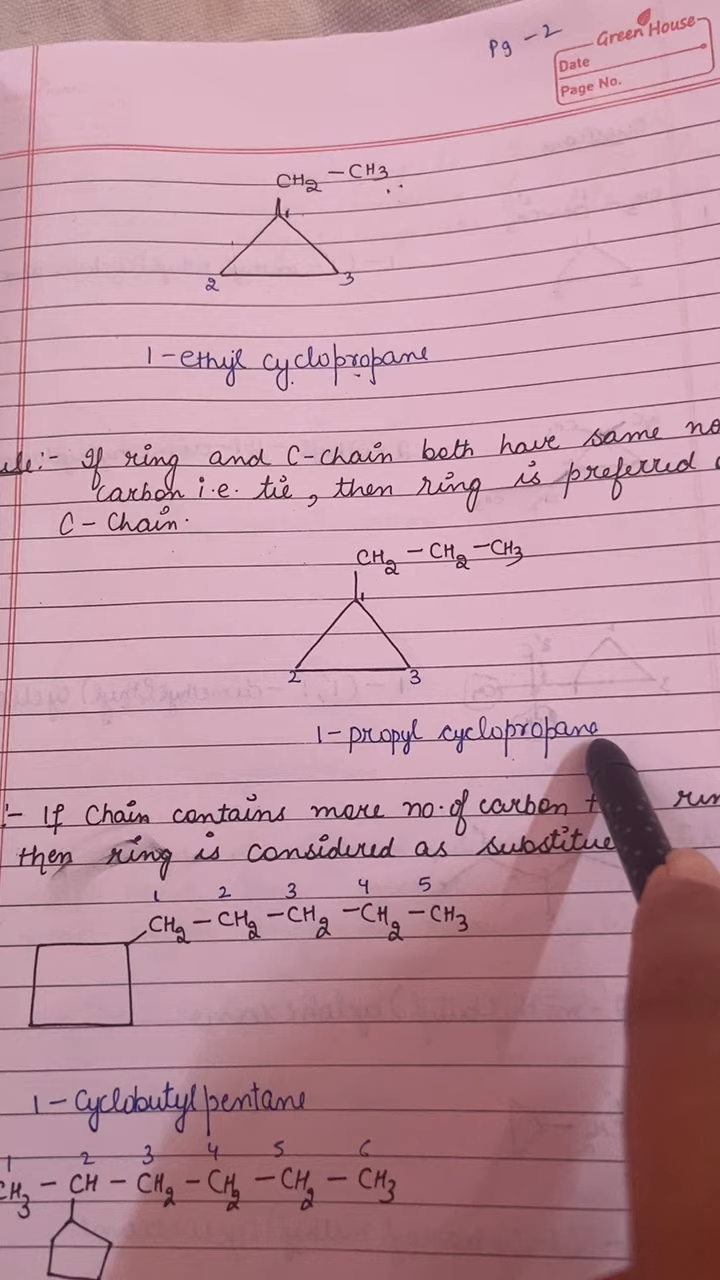 Pg - 2
Green House
Date
Page No.
CH2 - CH3
1
2 3
1-ethyl cyclopropane
:- If ring and C-chain both have same no
carbon i.e. tie, then ring is preferred
C-Chain.
CH2 - CH2 - CH3
1
2 3
1-propyl cyclopropane
:- If Chain contains more no. of carbon
then ring is considered as
1 2 3 4 5
CH2 - CH2 - CH2 - CH2 - CH3
1-Cyclobutyl pentane
1 2 3 4 5 6
CH3 - CH - CH2 - CH2 - CH2 - CH3